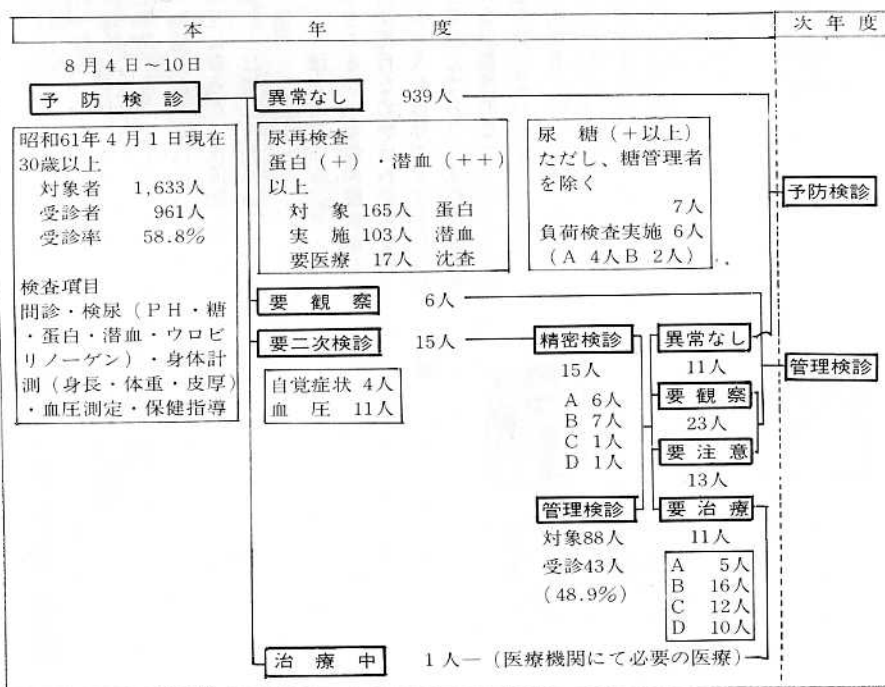 本年度
次年度
8月4日～10日
予防検診
昭和61年4月1日現在
30歳以上
対象者 1,633人
受診者 961人
受診率 58.8%
検査項目
問診・検尿（PH・糖
・蛋白・潜血・ウロビ
リノーゲン）・身体計
測（身長・体重・皮厚）
・血圧測定・保健指導
異常なし 939人
尿再検査
蛋白（+）・潜血（++）
以上
対象 165人 蛋白
実施 103人 潜血
要医療 17人 沈査
尿糖（+以上）
ただし、糖管理者
を除く
7人
負荷検査実施 6人
（A 4人B 2人）
要観察 6人
要二次検診 15人
自覚症状 4人
血圧 11人
精密検診
15人
A 6人
B 7人
C 1人
D 1人
管理検診
対象88人
受診43人
（48.9%）
異常なし
11人
要観察
23人
要注意
13人
要治療
11人
A 5人
B 16人
C 12人
D 10人
治療中 1人―（医療機関にて必要の医療）
予防検診
管理検診